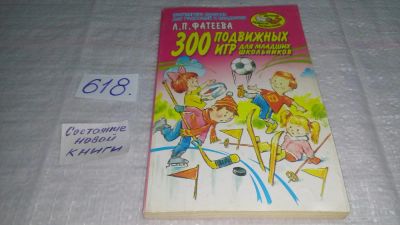 Л.П. ФАТЕЕВА
300 ПОДВИЖНЫХ
ИГР ДЛЯ МЛАДШИХ
ШКОЛЬНИКОВ
618.
Состояние
новой
книги